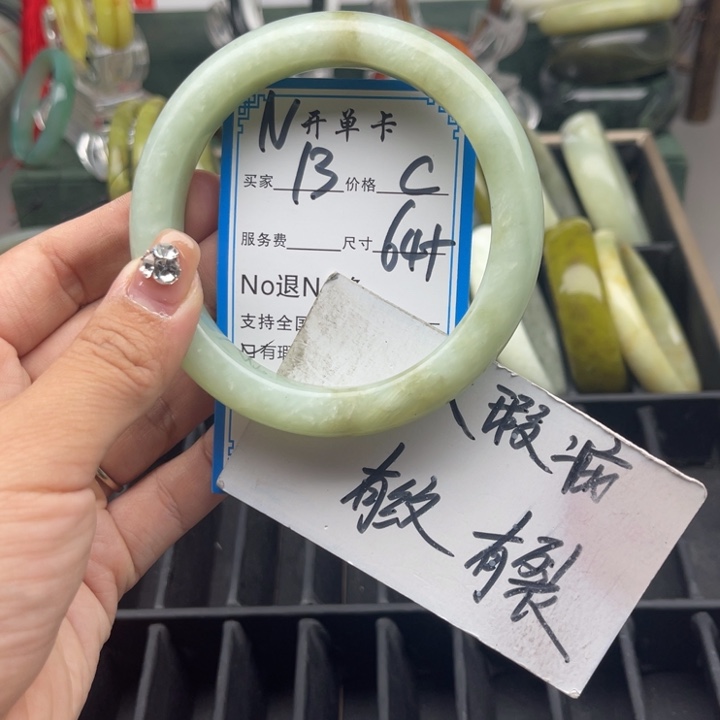 N开单卡
买家 13 价格 C
服务费 尺寸 64+
No退N
支持全国
只有瑕
瑕疵
有纹 有裂